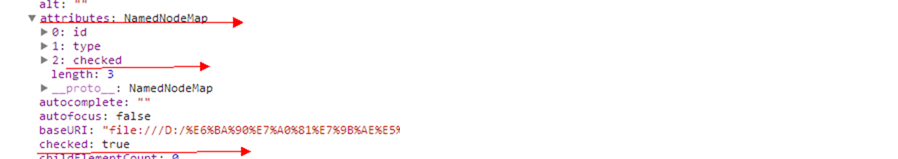 alt: ""
▼ attributes: NamedNodeMap
▶ 0: id
▶ 1: type
▶ 2: checked
length: 3
▶ __proto__: NamedNodeMap
autocomplete: ""
autofocus: false
baseURI: "file:///D:/%E6%BA%90%E7%A0%81%E7%9B%AE%E5%
checked: true
childElementCount: 0